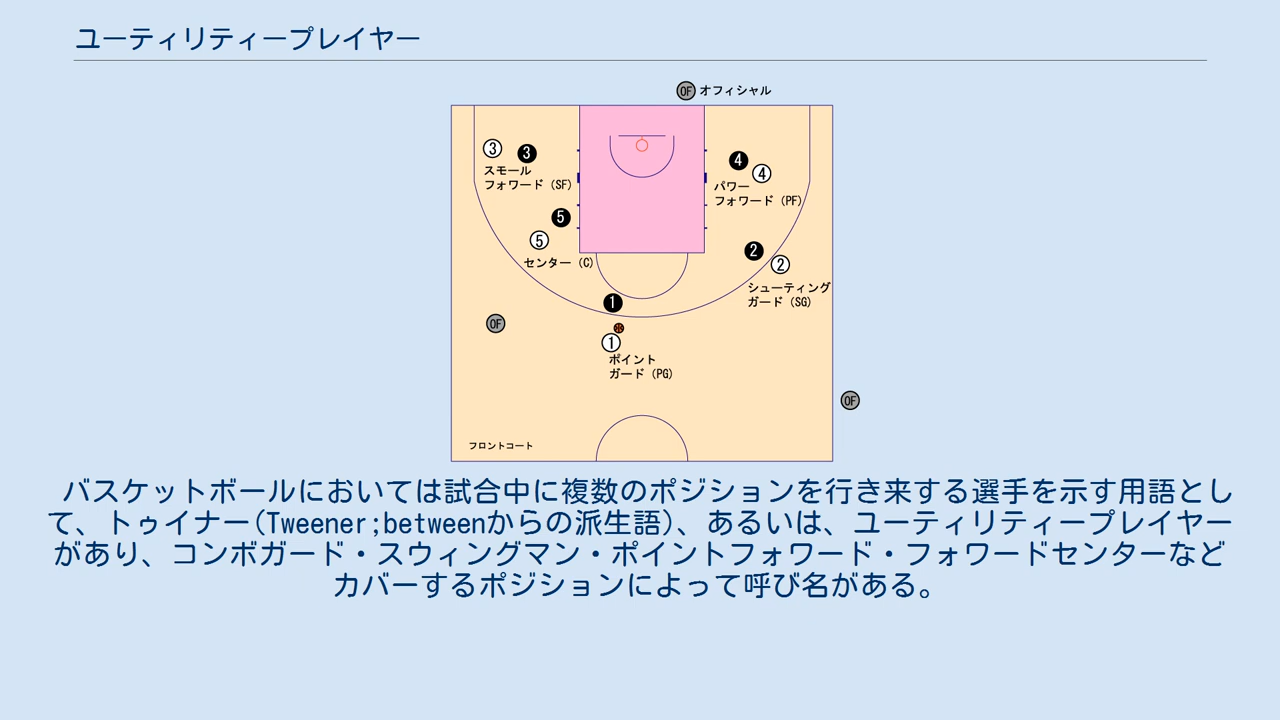 ユーティリティープレイヤー
OF オフィシャル
3 3
スモール
フォワード (SF)
4 4
パワー
フォワード (PF)
5
5
センター (C)
2 2
シューティング
ガード (SG)
1
OF
1
ポイント
ガード (PG)
OF
フロントコート
バスケットボールにおいては試合中に複数のポジションを行き来する選手を示す用語とし
て、トゥイナー(Tweener;betweenからの派生語)、あるいは、ユーティリティープレイヤー
があり、コンボガード・スウィングマン・ポイントフォワード・フォワードセンターなど
カバーするポジションによって呼び名がある。